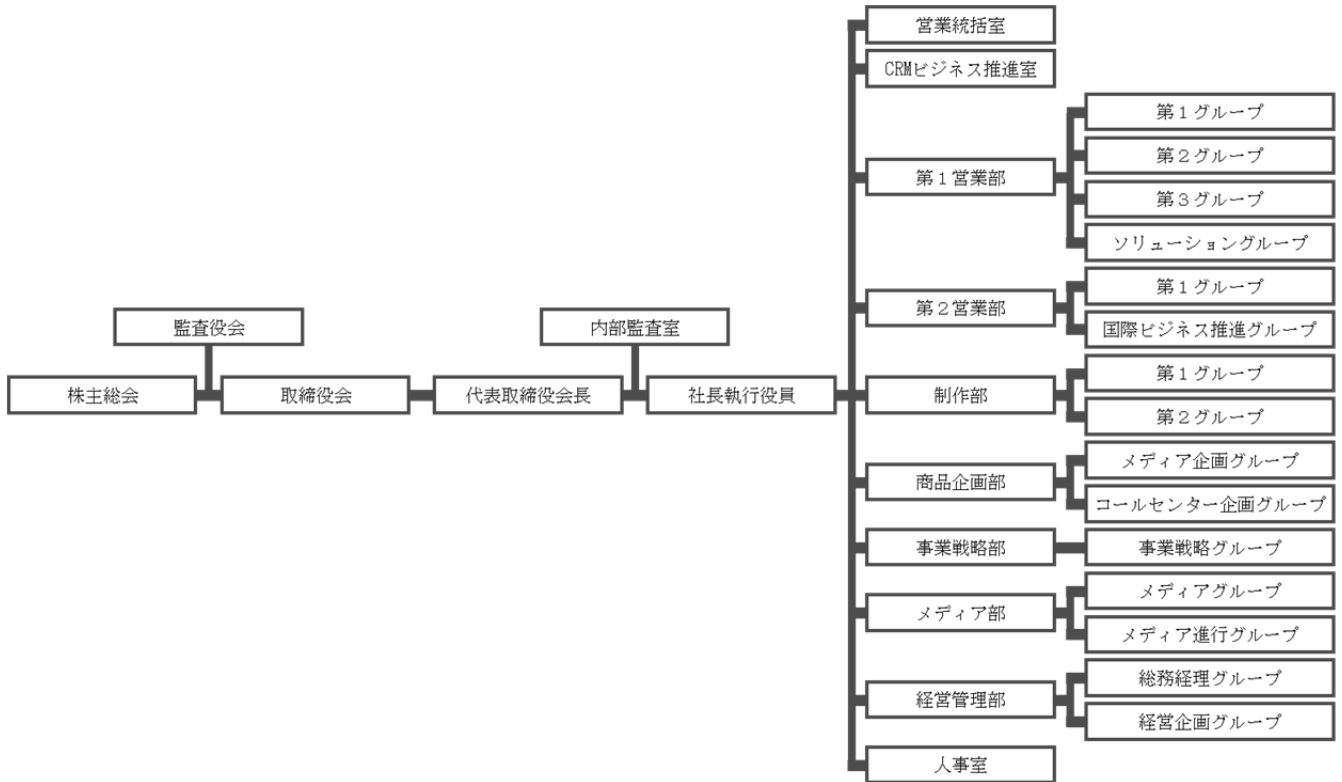 営業統括室
CRMビジネス推進室
第１営業部
第１グループ
第２グループ
第３グループ
ソリューショングループ
第２営業部
第１グループ
国際ビジネス推進グループ
監査役会
内部監査室
株主総会
取締役会
代表取締役会長
社長執行役員
制作部
第１グループ
第２グループ
商品企画部
メディア企画グループ
コールセンター企画グループ
事業戦略部
事業戦略グループ
メディア部
メディアグループ
メディア進行グループ
経営管理部
総務経理グループ
経営企画グループ
人事室